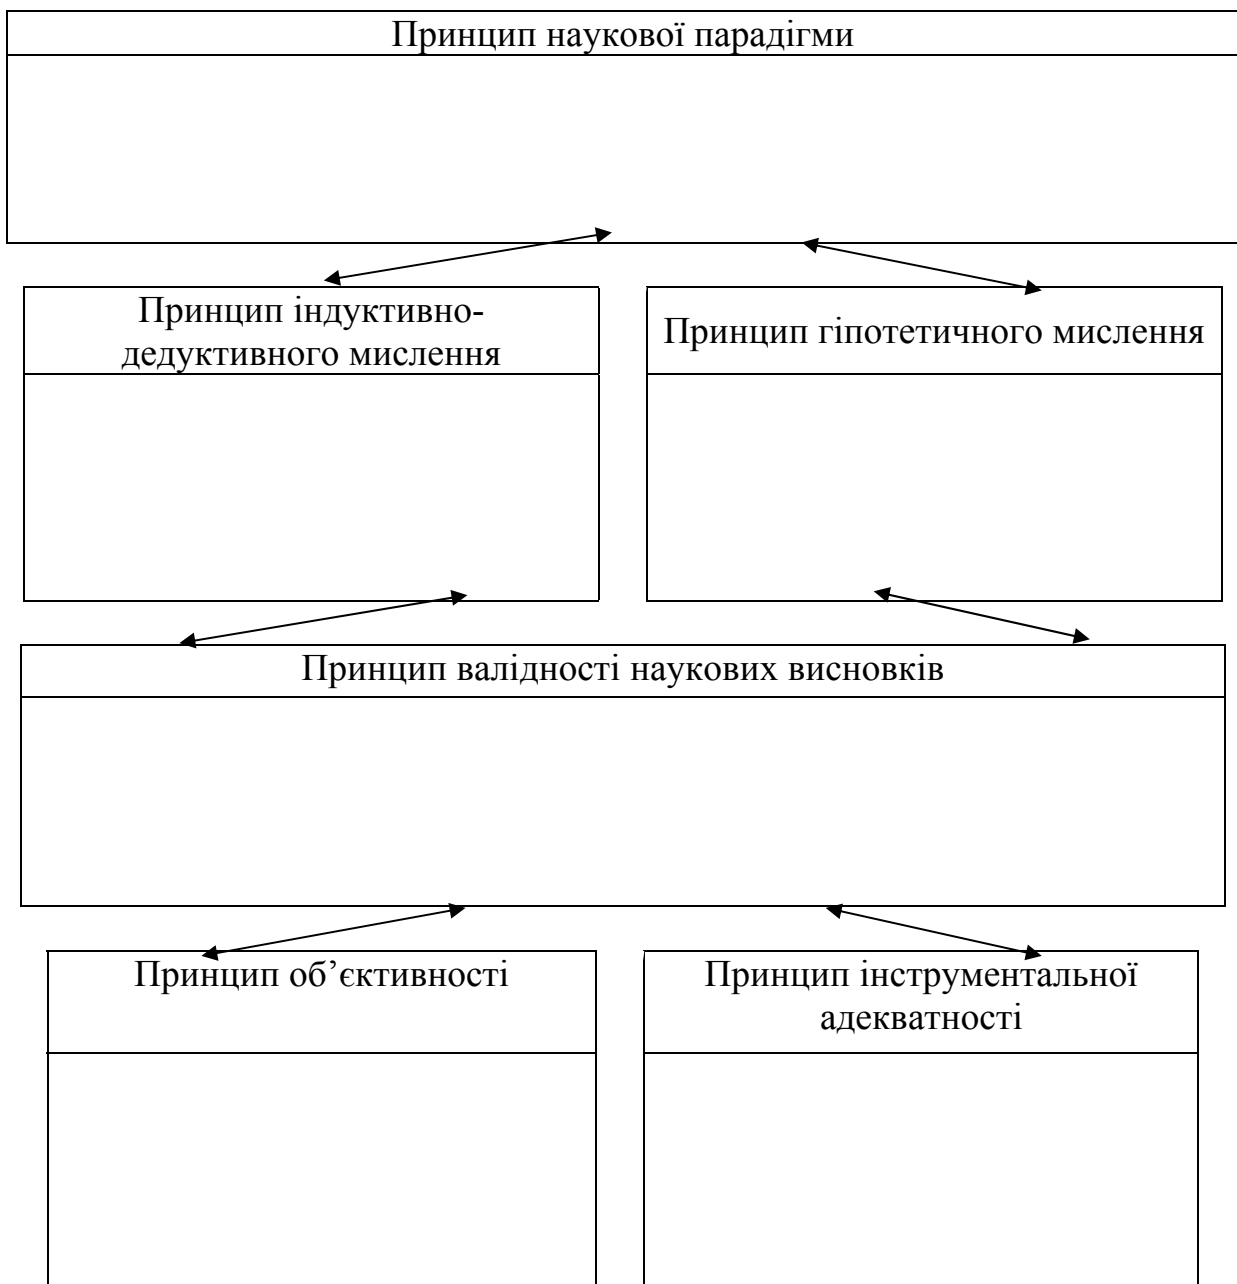 Принцип наукової парадігми
Принцип індуктивно-
дедуктивного мислення
Принцип гіпотетичного мислення
Принцип валідності наукових висновків
Принцип об’єктивності
Принцип інструментальної
адекватності